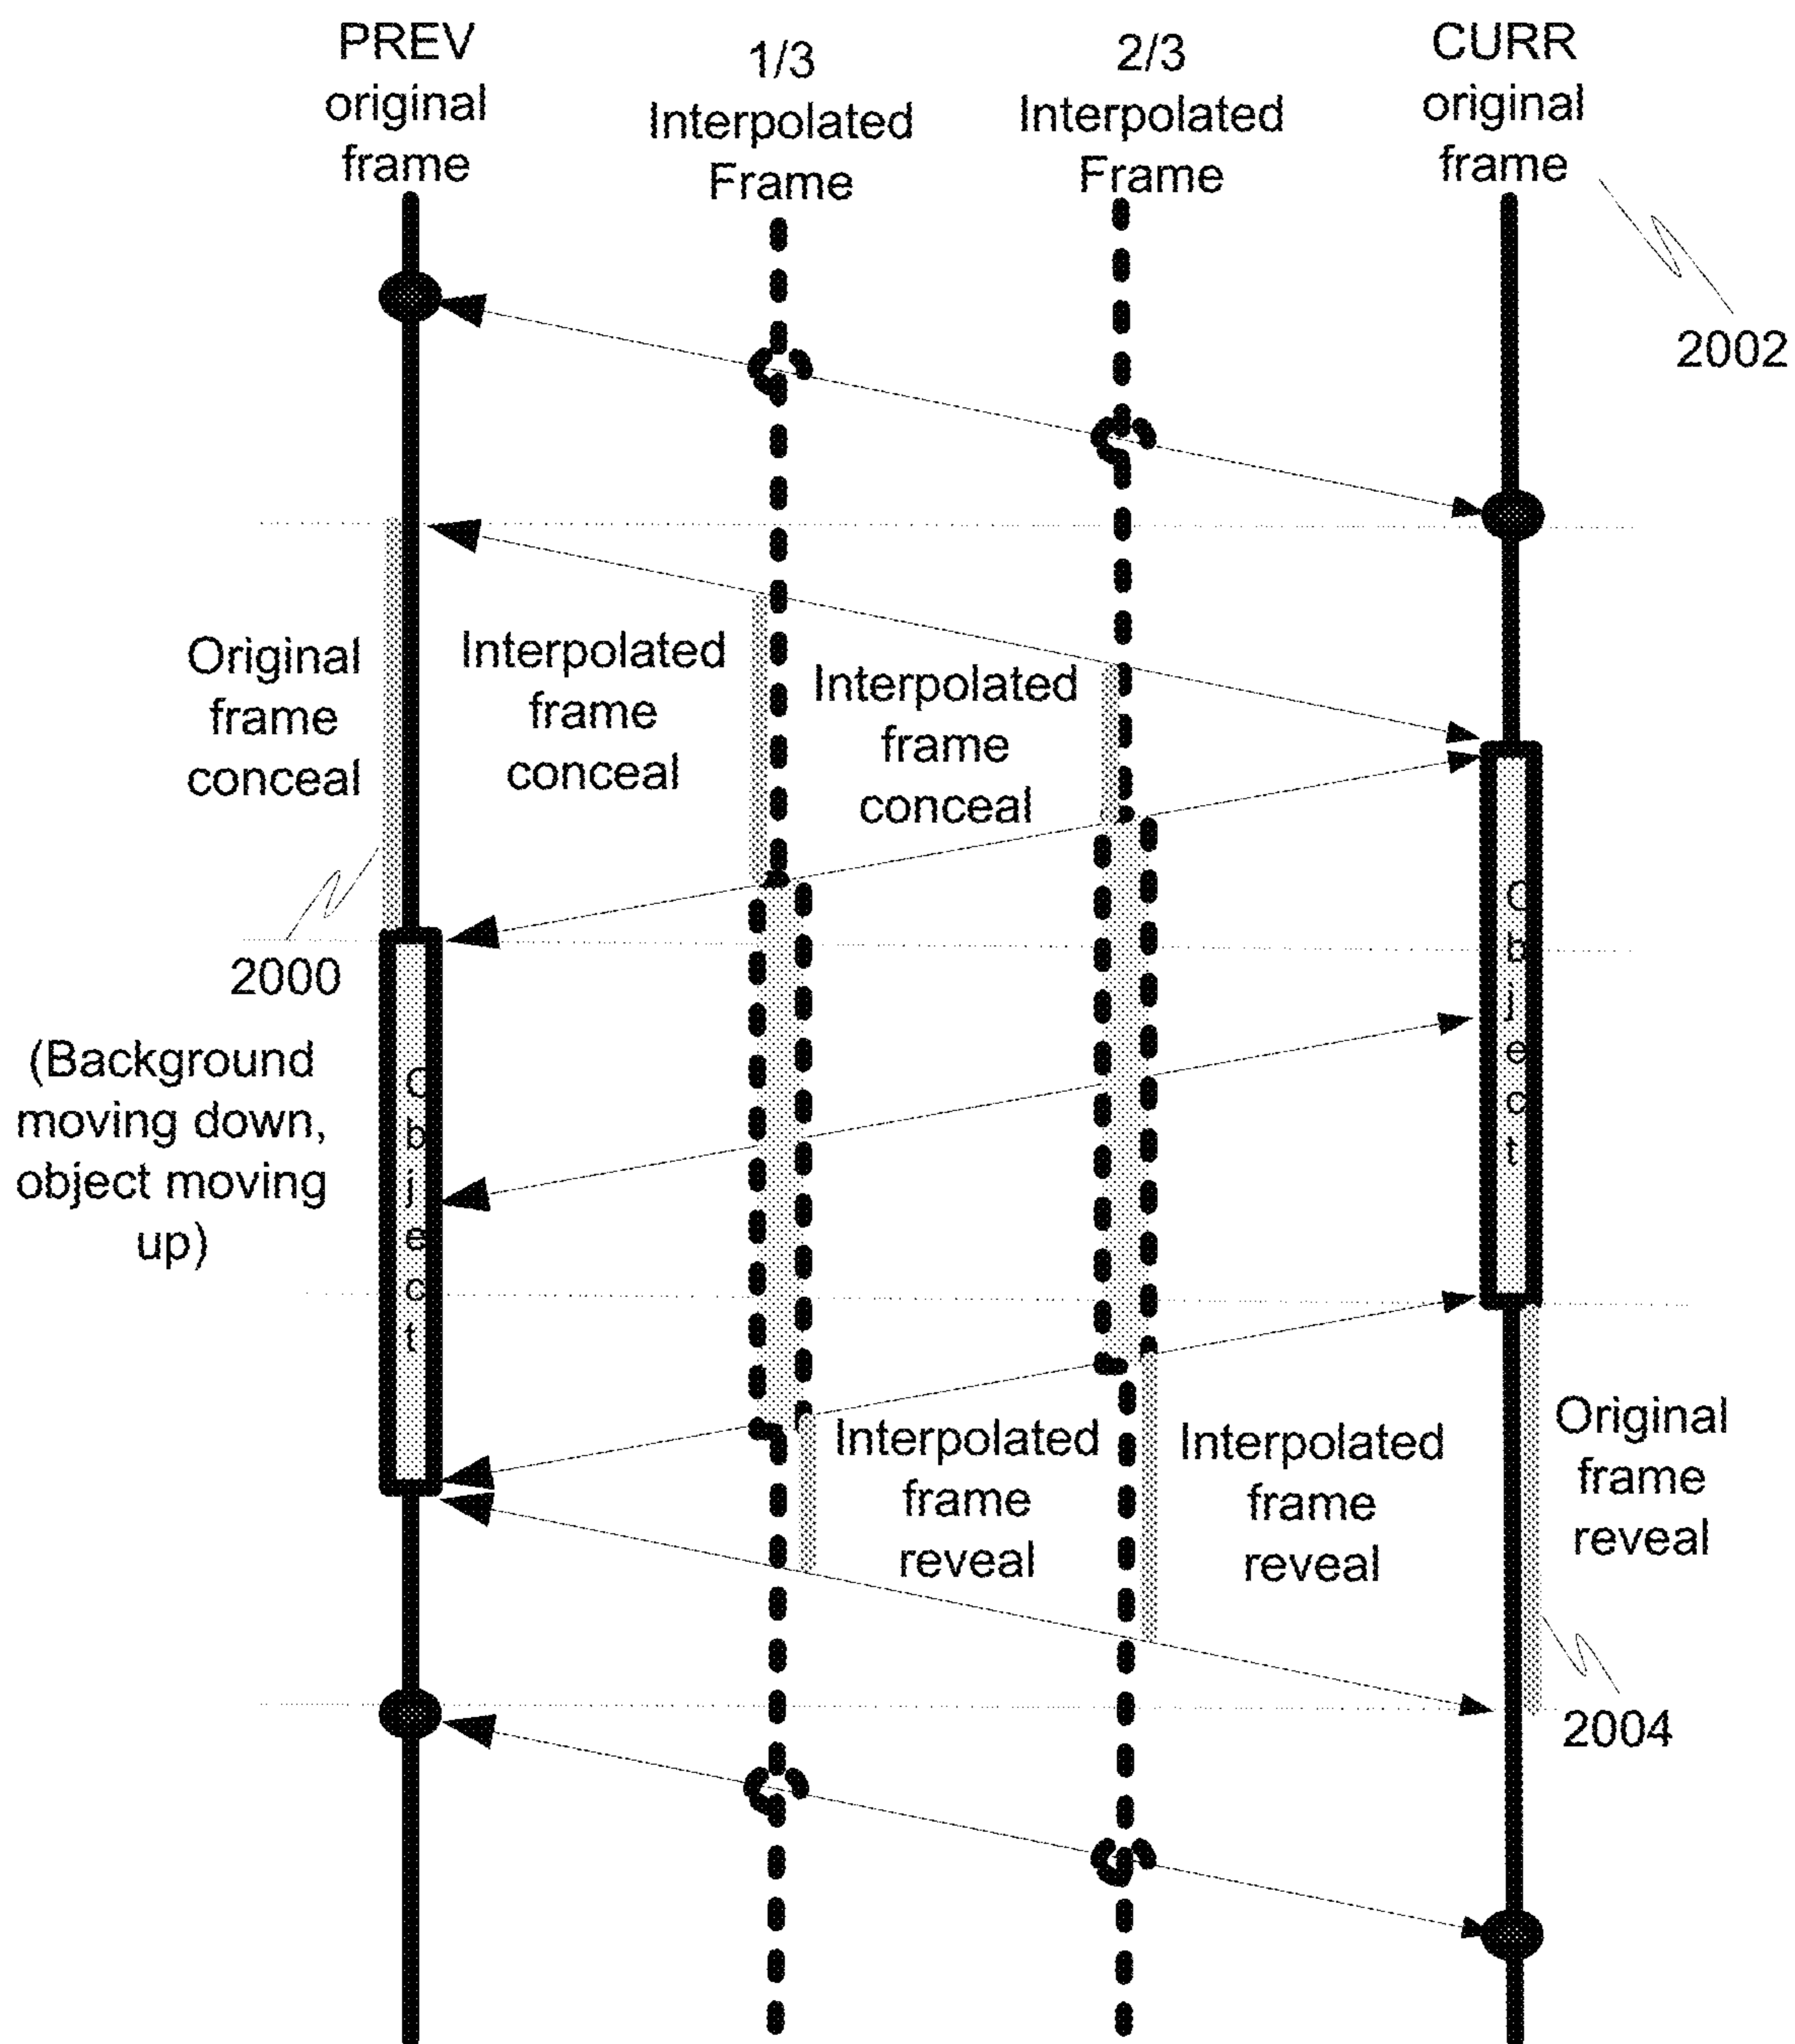 PREV
original
frame
1/3
Interpolated
Frame
2/3
Interpolated
Frame
CURR
original
frame
2002
Original
frame
conceal
Interpolated
frame
conceal
Interpolated
frame
conceal
2000
(Background
moving down,
object moving
up)
Object
Object
Interpolated
frame
reveal
Interpolated
frame
reveal
Original
frame
reveal
2004